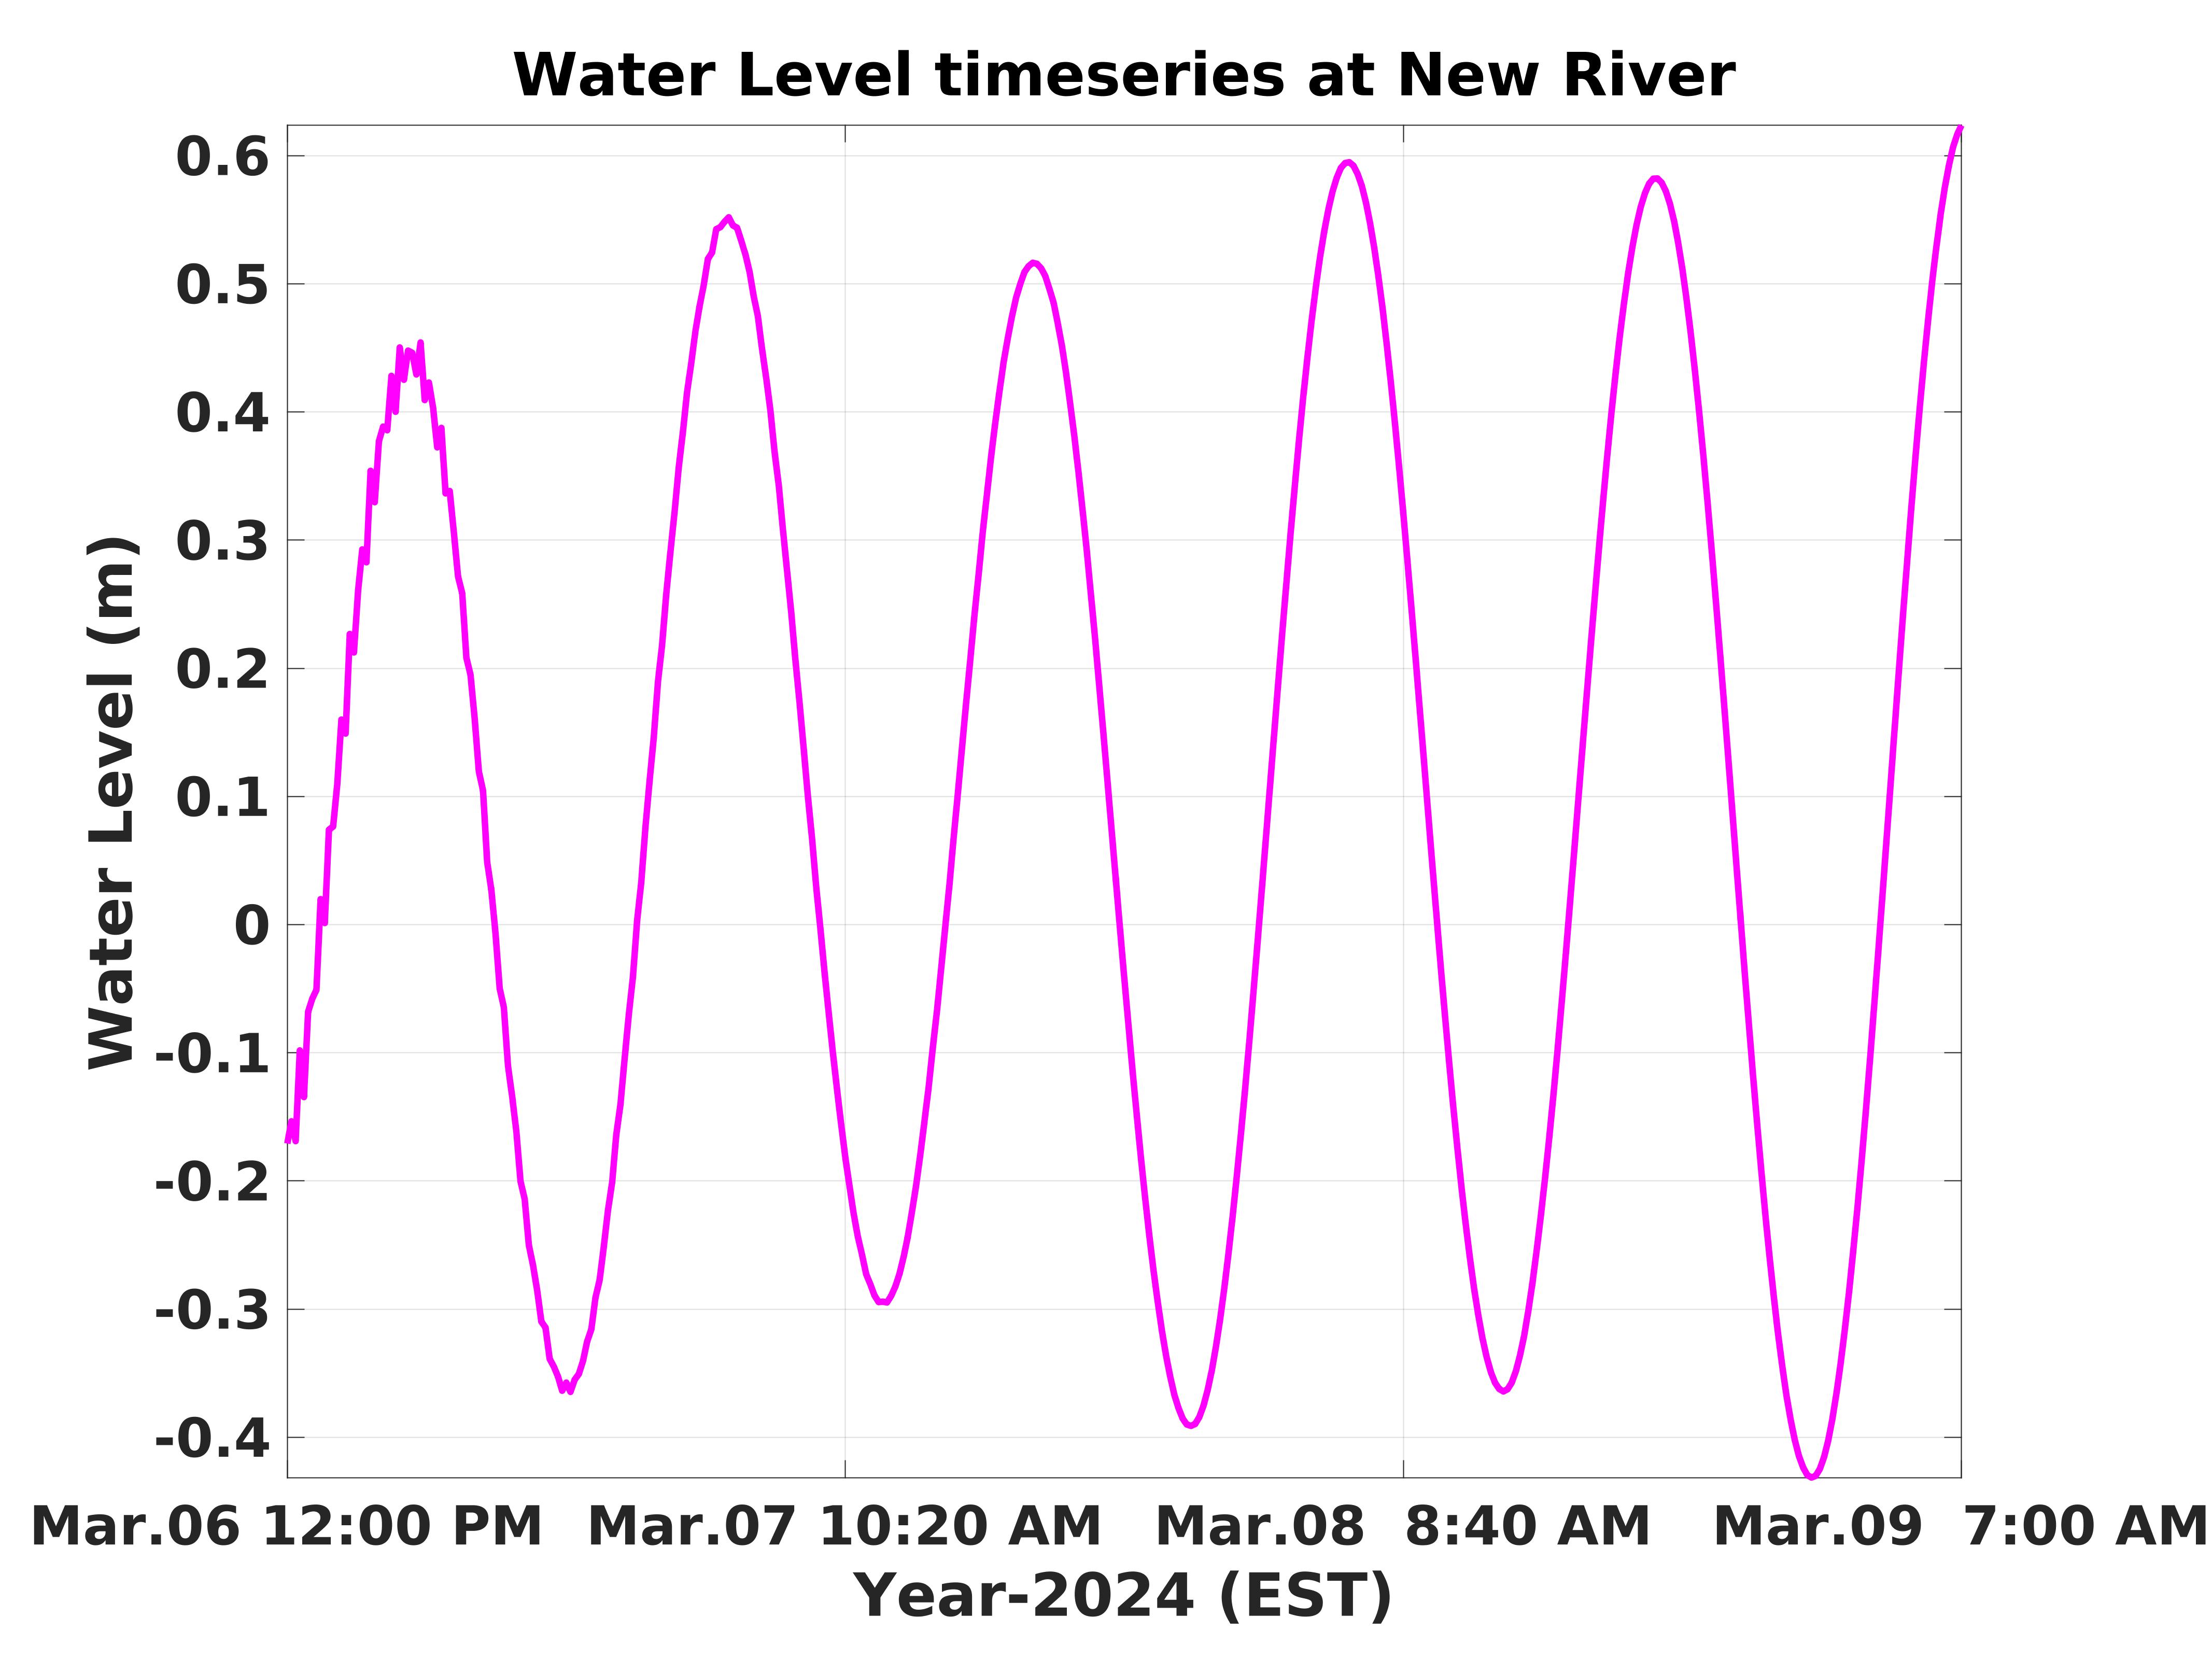 Water Level timeseries at New River
0.6
0.5
0.4
0.3
0.2
0.1
0
-0.1
-0.2
-0.3
-0.4
Water Level (m)
Mar.06 12:00 PM Mar.07 10:20 AM Mar.08 8:40 AM Mar.09 7:00 AM
Year-2024 (EST)